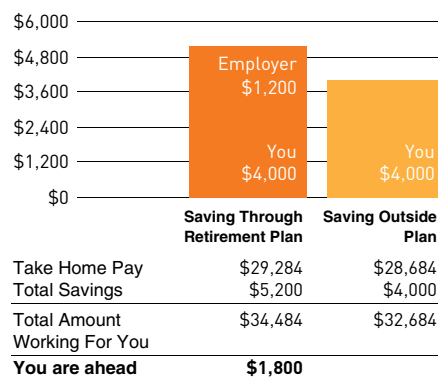 $6,000
$4,800
$3,600
$2,400
$1,200
$0
Employer
$1,200
You
$4,000
You
$4,000
Saving Through
Retirement Plan
Saving Outside
Plan
Take Home Pay $29,284 $28,684
Total Savings $5,200 $4,000
Total Amount $34,484 $32,684
Working For You
You are ahead $1,800